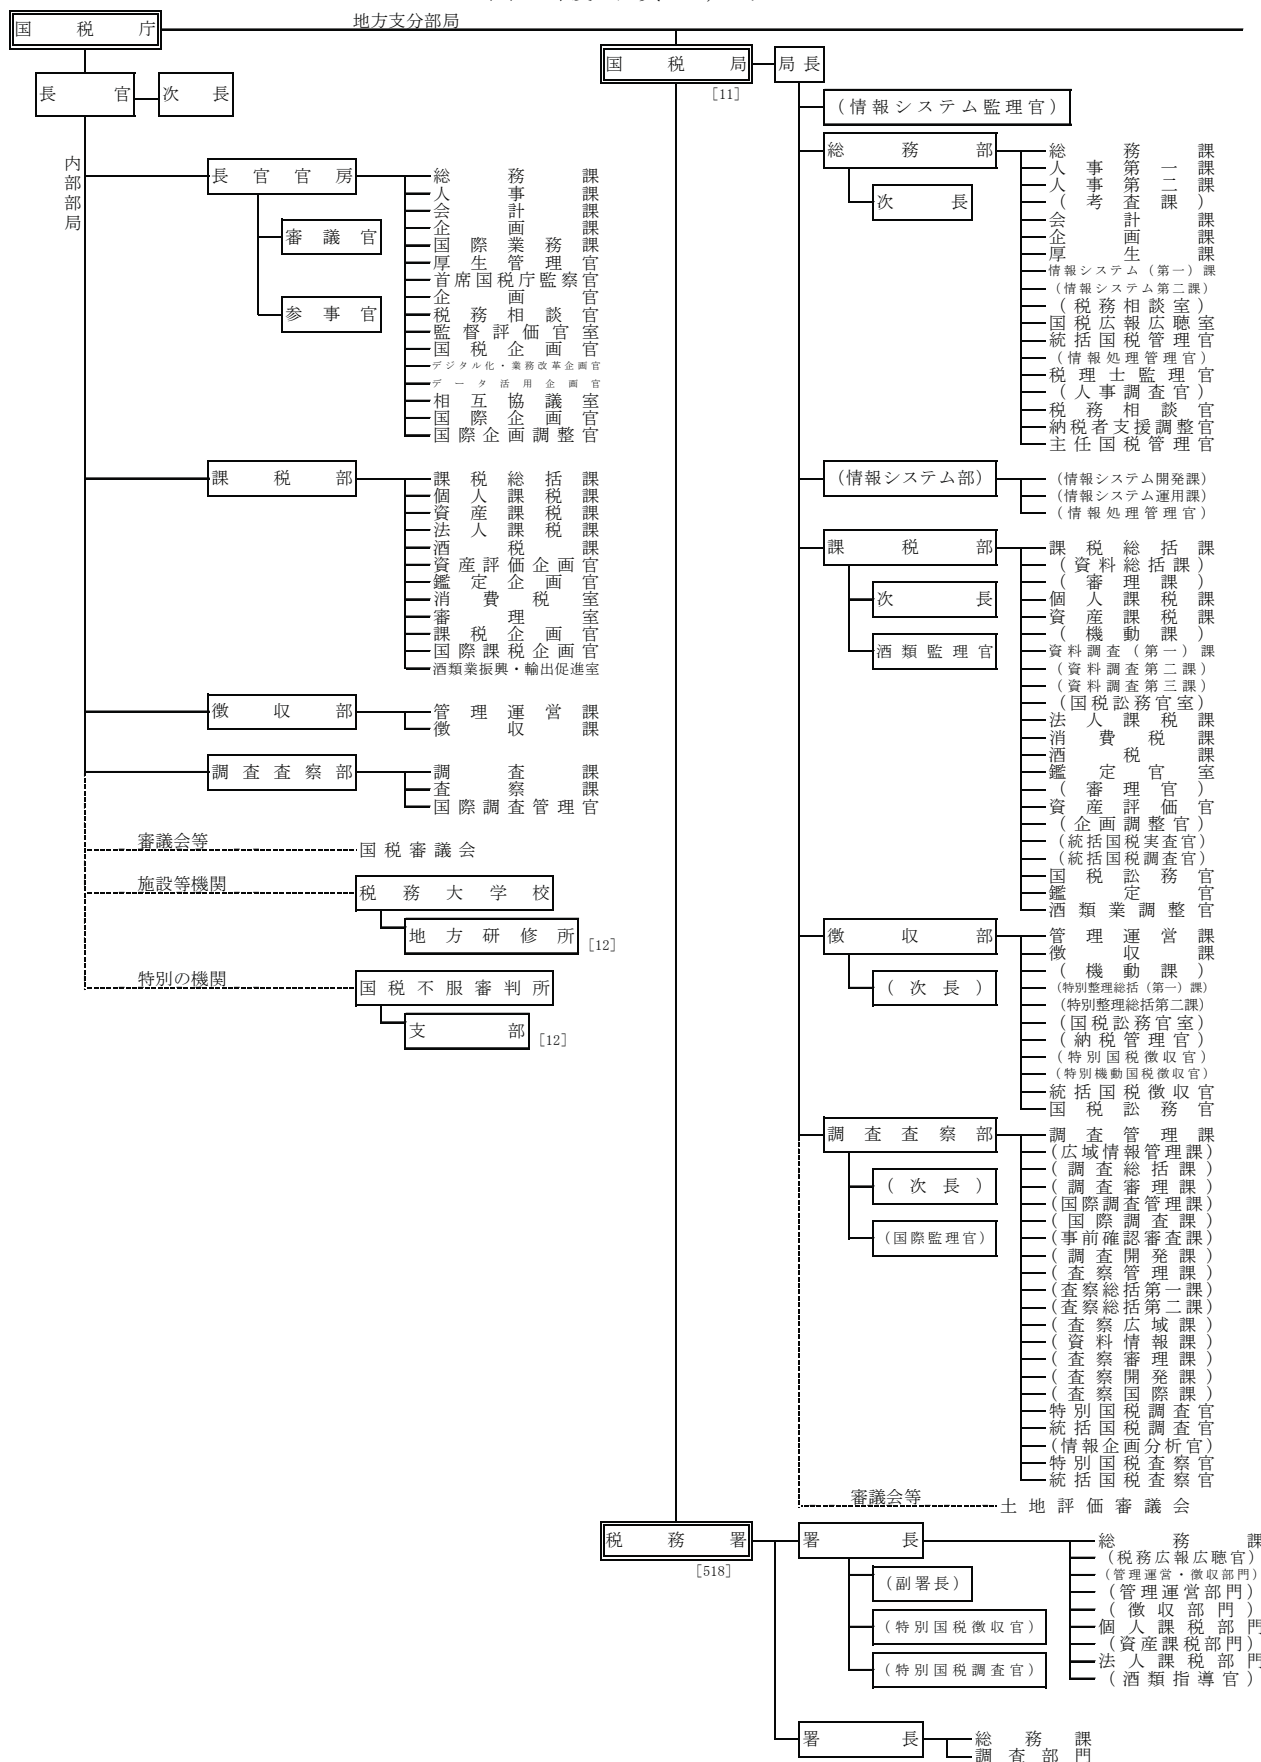 国税庁
地方支分部局
長官
次長
内部部局
長官官房
審議官
参事官
総務課
人事課
会計課
企画課
国際業務課
厚生管理官
首席国税庁監察官
企画官
税務相談官
監督評価官室
国税企画官
デジタル化・業務改革企画官
データ活用企画官
相互協議室
国際企画官
国際企画調整官
課税部
課税総括課
個人課税課
資産課税課
法人課税課
酒税課
資産評価企画官
鑑定企画官
消費税室
審理室
課税企画官
国際課税企画官
酒類業振興・輸出促進室
徴収部
管理運営課
徴収課
調査査察部
調査課
査察課
国際調査管理官
審議会等
国税審議会
施設等機関
税務大学校
地方研修所
[12]
特別の機関
国税不服審判所
支部
[12]
国税局
[11]
局長
(情報システム監理官)
総務部
次長
総務課
人事第一課
人事第二課
(考査課)
会計課
企画課
厚生課
情報システム(第一)課
(情報システム第二課)
(税務相談室)
国税広報広聴室
統括国税管理官
(情報処理管理官)
税理士監理官
(人事調査官)
税務相談官
納税者支援調整官
主任国税管理官
(情報システム部)
(情報システム開発課)
(情報システム運用課)
(情報処理管理官)
課税部
次長
酒類監理官
課税総括課
(資料総括課)
(審理課)
個人課税課
資産課税課
(機動課)
資料調査(第一)課
(資料調査第二課)
(資料調査第三課)
(国税訟務官室)
法人課税課
消費税課
酒税課
鑑定官室
(審理官)
資産評価官
(企画調整官)
(統括国税実査官)
(統括国税調査官)
国税訟務官
鑑定官
酒類業調整官
徴収部
(次長)
管理運営課
徴収課
(機動課)
(特別整理総括(第一)課)
(特別整理総括第二課)
(国税訟務官室)
(納税管理官)
(特別国税徴収官)
(特別機動国税徴収官)
統括国税徴収官
国税訟務官
調査査察部
(次長)
(国際監理官)
調査管理課
(広域情報管理課)
(調査総括課)
(調査審理課)
(国際調査管理課)
(国際調査課)
(事前確認審査課)
(調査開発課)
(査察管理課)
(査察総括第一課)
(査察総括第二課)
(査察広域課)
(資料情報課)
(査察審理課)
(査察開発課)
(査察国際課)
特別国税調査官
統括国税調査官
(情報企画分析官)
特別国税査察官
統括国税査察官
審議会等
土地評価審議会
税務署
[518]
署長
(副署長)
(特別国税徴収官)
(特別国税調査官)
総務課
(税務広報広聴官)
(管理運営・徴収部門)
(管理運営部門)
(徴収部門)
個人課税部門
(資産課税部門)
法人課税部門
(酒類指導官)
署長
総務課
調査部門